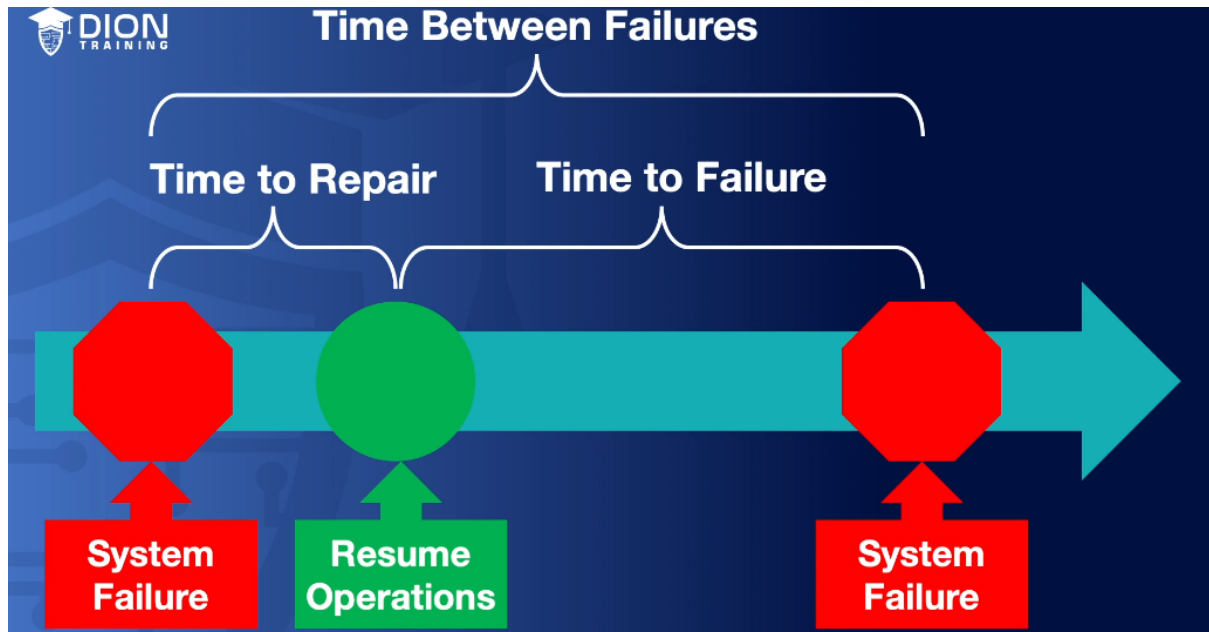 DION
TRAINING
Time Between Failures
Time to Repair
Time to Failure
System
Failure
Resume
Operations
System
Failure